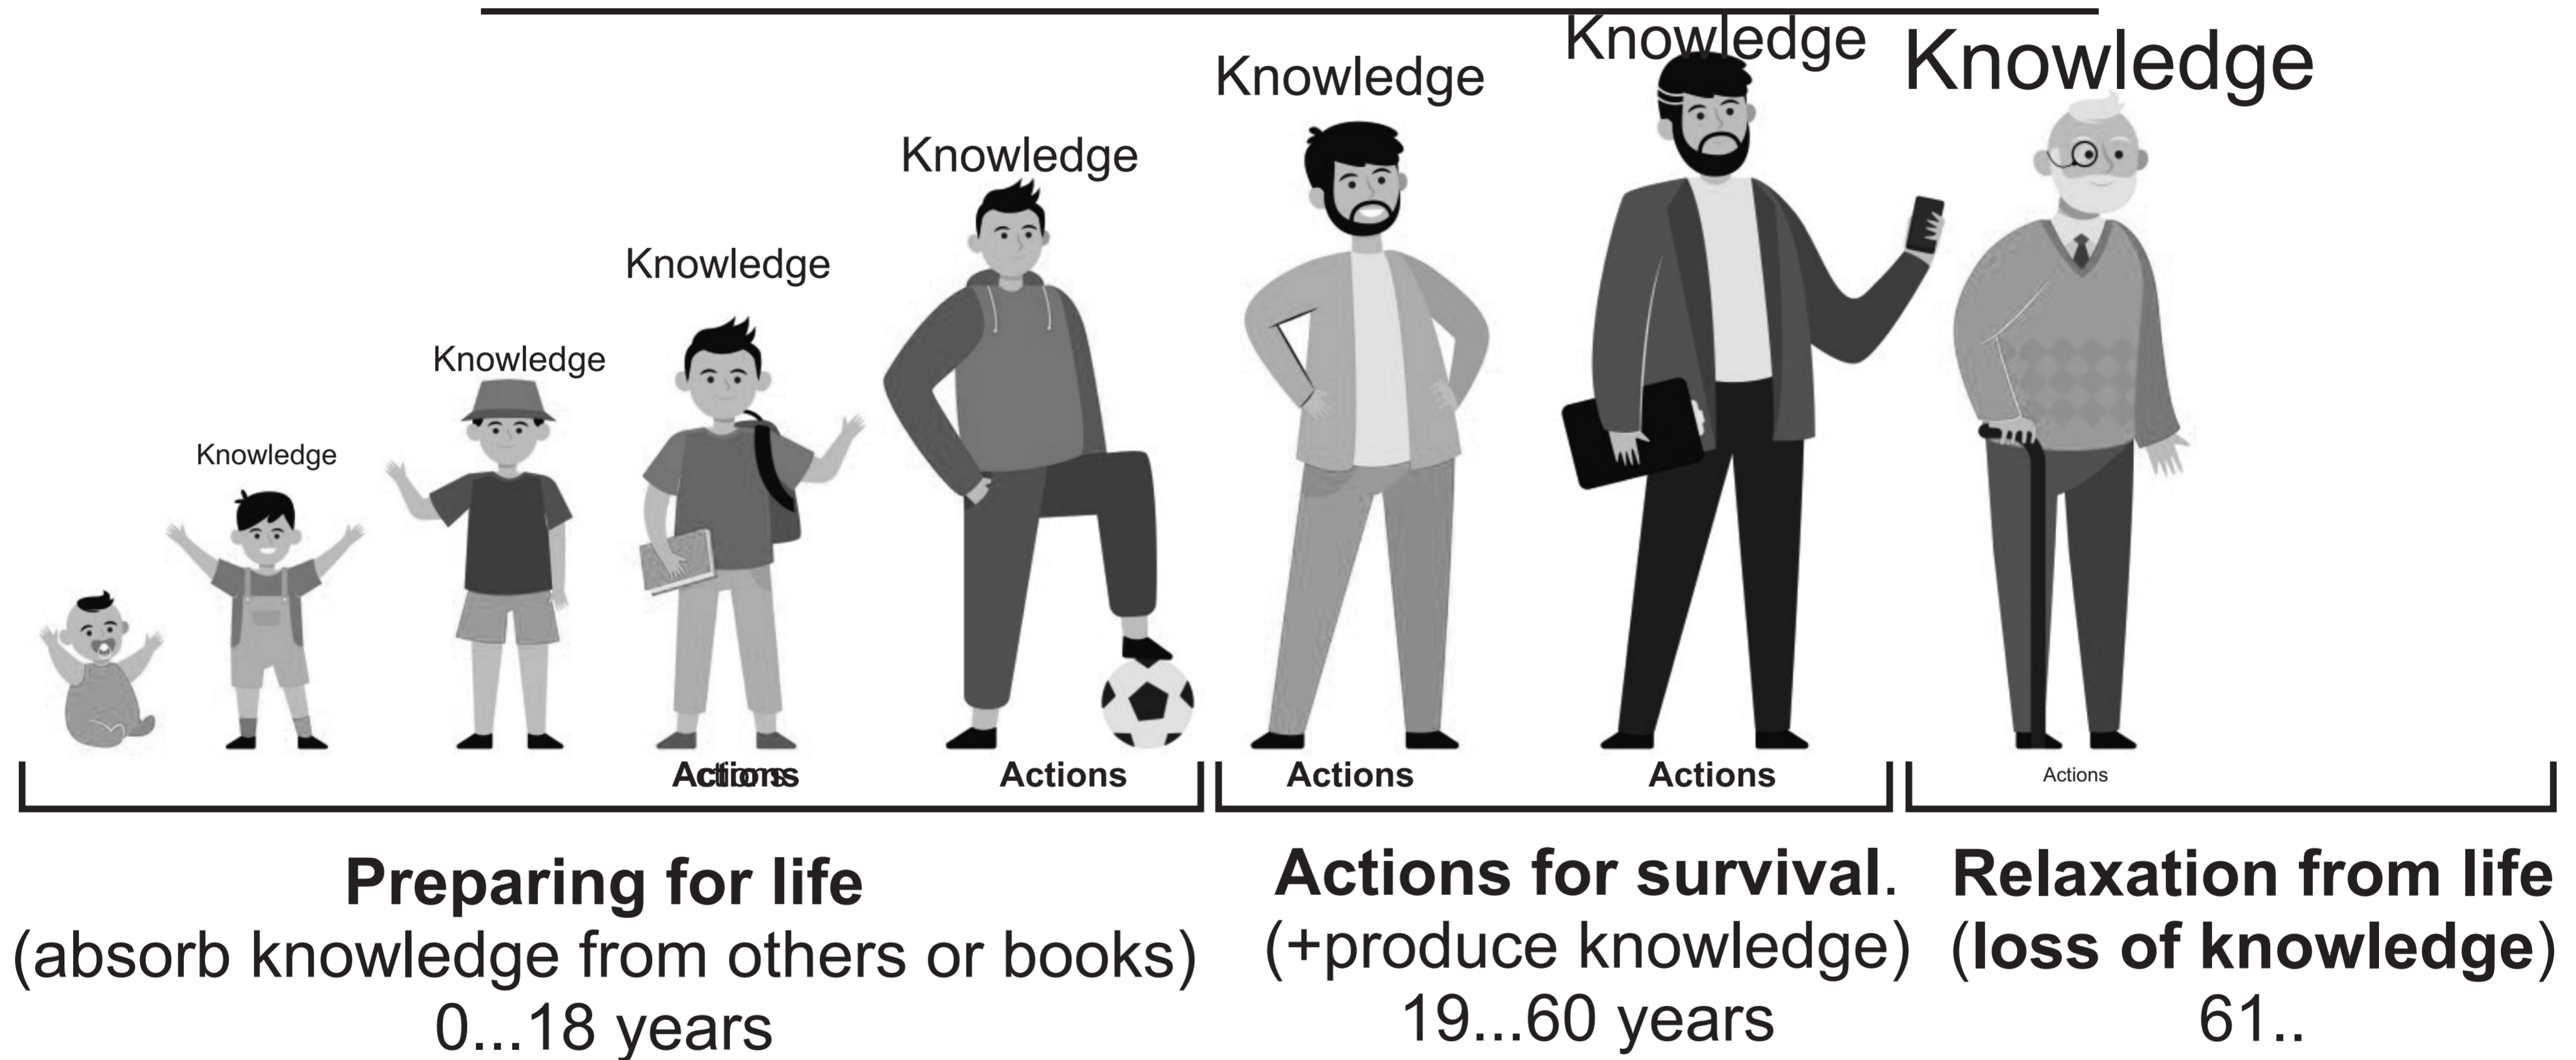 Knowledge
Knowledge
Knowledge
Knowledge
Knowledge
Knowledge
Knowledge
Actions
Actions
Actions
Actions
Actions
Preparing for life
(absorb knowledge from others or books)
0...18 years
Actions for survival.
(+produce knowledge)
19...60 years
Relaxation from life
(loss of knowledge)
61..